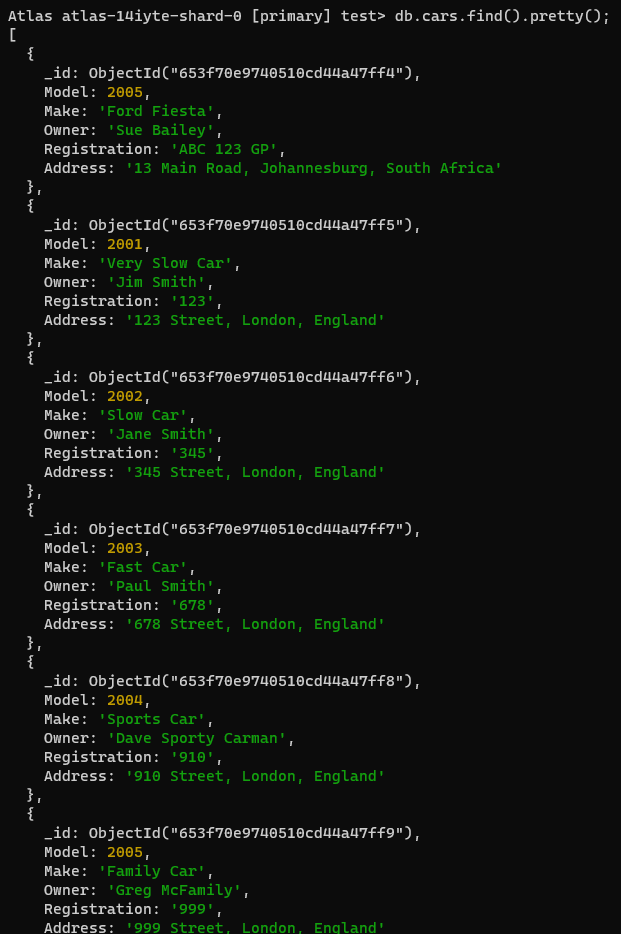 Atlas atlas-14iyte-shard-0 [primary] test> db.cars.find().pretty();
[
  {
    _id: ObjectId("653f70e9740510cd44a47ff4"),
    Model: 2005,
    Make: 'Ford Fiesta',
    Owner: 'Sue Bailey',
    Registration: 'ABC 123 GP',
    Address: '13 Main Road, Johannesburg, South Africa'
  },
  {
    _id: ObjectId("653f70e9740510cd44a47ff5"),
    Model: 2001,
    Make: 'Very Slow Car',
    Owner: 'Jim Smith',
    Registration: '123',
    Address: '123 Street, London, England'
  },
  {
    _id: ObjectId("653f70e9740510cd44a47ff6"),
    Model: 2002,
    Make: 'Slow Car',
    Owner: 'Jane Smith',
    Registration: '345',
    Address: '345 Street, London, England'
  },
  {
    _id: ObjectId("653f70e9740510cd44a47ff7"),
    Model: 2003,
    Make: 'Fast Car',
    Owner: 'Paul Smith',
    Registration: '678',
    Address: '678 Street, London, England'
  },
  {
    _id: ObjectId("653f70e9740510cd44a47ff8"),
    Model: 2004,
    Make: 'Sports Car',
    Owner: 'Dave Sporty Carman',
    Registration: '910',
    Address: '910 Street, London, England'
  },
  {
    _id: ObjectId("653f70e9740510cd44a47ff9"),
    Model: 2005,
    Make: 'Family Car',
    Owner: 'Greg McFamily',
    Registration: '999',
    Address: '999 Street, London, England'